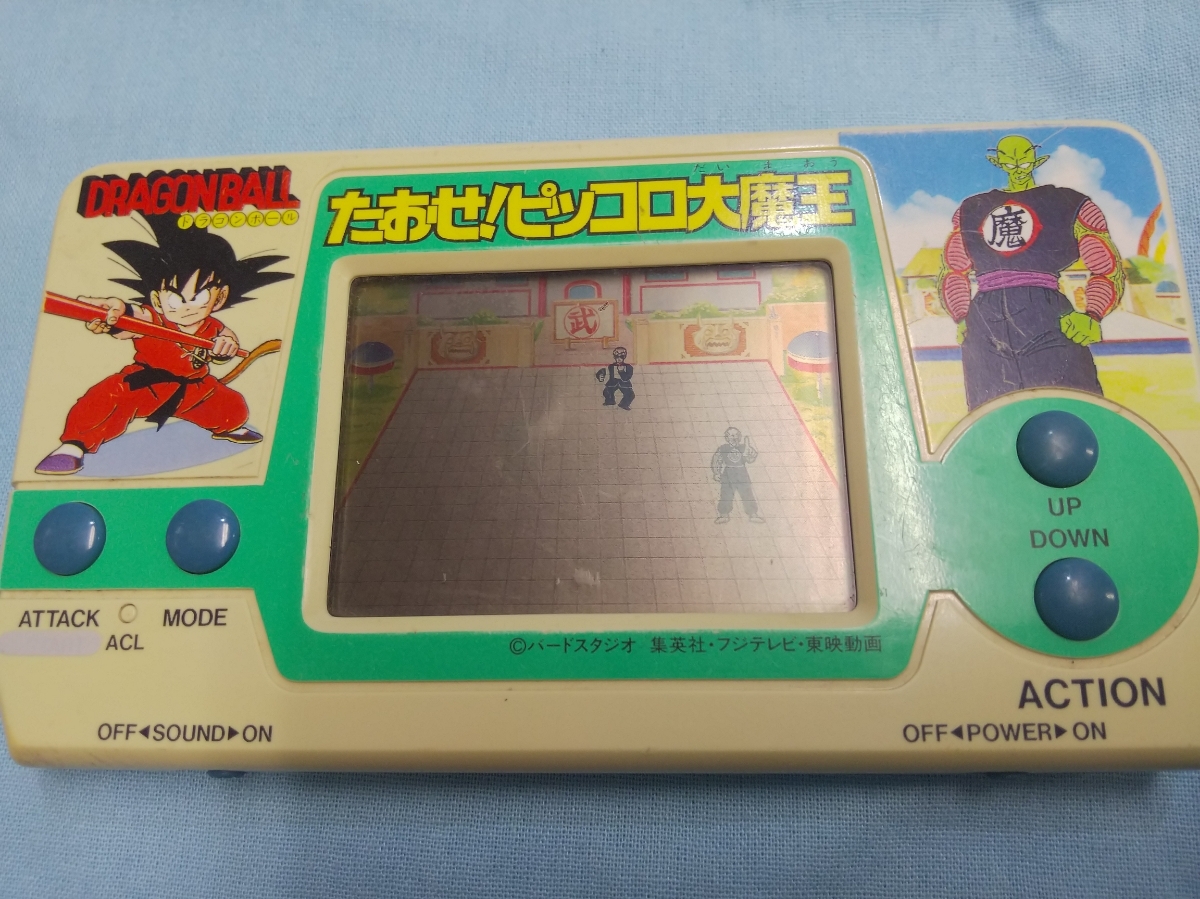 DRAGONBALL
ドラゴンボール
だいまおう
たおせ!ピッコロ大魔王
魔
武
UP
DOWN
ATTACK
MODE
ACL
©バードスタジオ 集英社・フジテレビ・東映動画
ACTION
OFF◀SOUND▶ON
OFF◀POWER▶ON